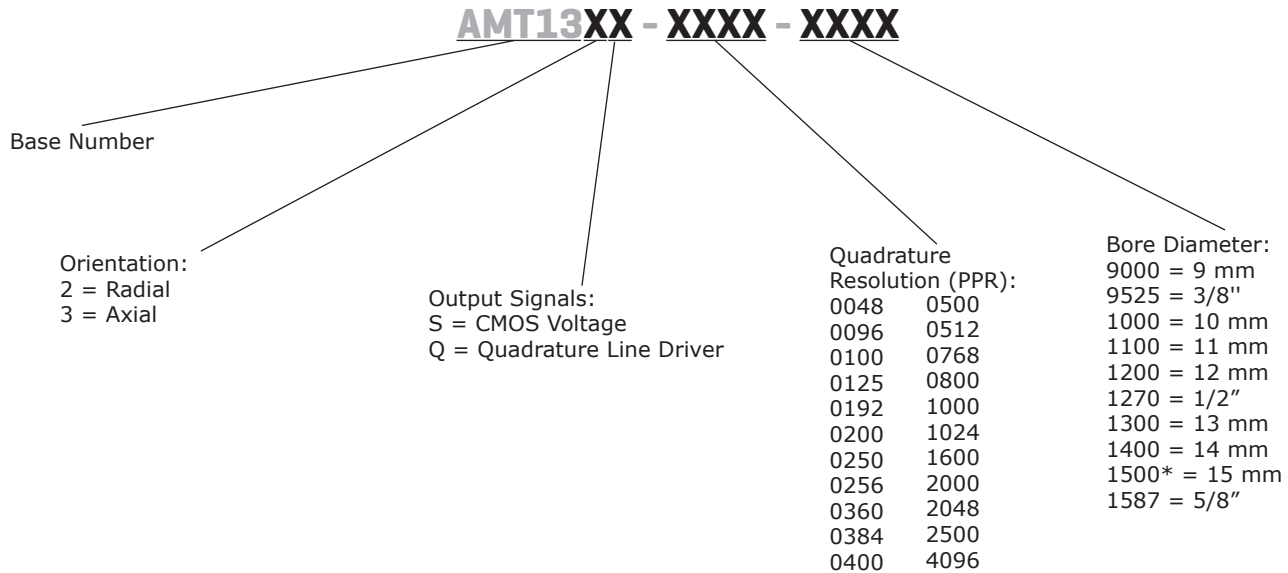 AMT13XX - XXXX - XXXX
Base Number
Orientation:
2 = Radial
3 = Axial
Output Signals:
S = CMOS Voltage
Q = Quadrature Line Driver
Quadrature
Resolution (PPR):
0048 0500
0096 0512
0100 0768
0125 0800
0192 1000
0200 1024
0250 1600
0256 2000
0360 2048
0384 2500
0400 4096
Bore Diameter:
9000 = 9 mm
9525 = 3/8''
1000 = 10 mm
1100 = 11 mm
1200 = 12 mm
1270 = 1/2”
1300 = 13 mm
1400 = 14 mm
1500* = 15 mm
1587 = 5/8”